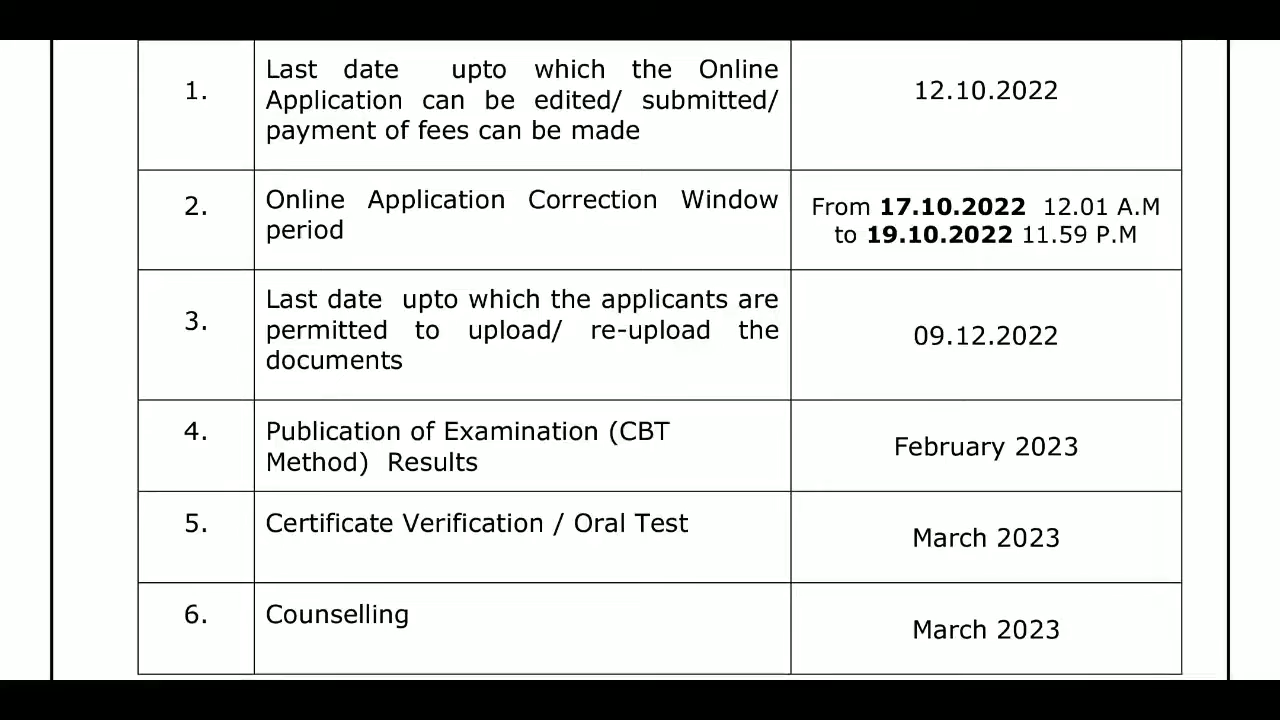 1.
Last date upto which the Online
Application can be edited/ submitted/
payment of fees can be made
12.10.2022
2.
Online Application Correction Window
period
From 17.10.2022 12.01 A.M
to 19.10.2022 11.59 P.M
3.
Last date upto which the applicants are
permitted to upload/ re-upload the
documents
09.12.2022
4.
Publication of Examination (CBT
Method) Results
February 2023
5.
Certificate Verification / Oral Test
March 2023
6.
Counselling
March 2023